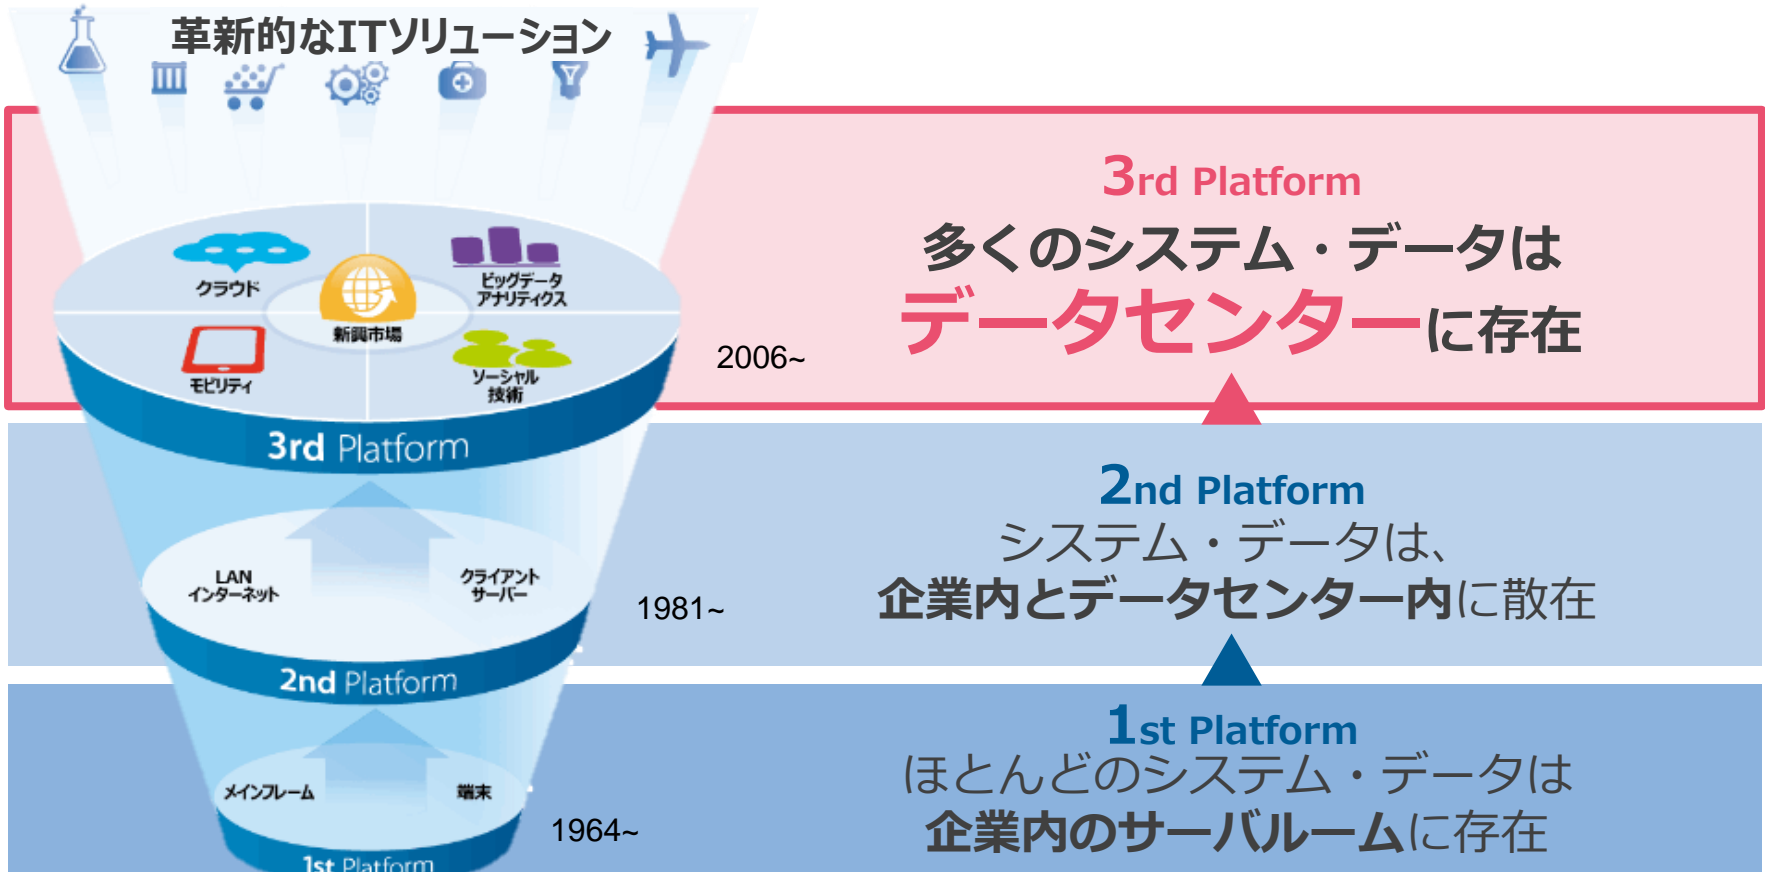 革新的なITソリューション
クラウド
ビッグデータ
アナリティクス
新興市場
モビリティ
ソーシャル
技術
3rd Platform
2006~
3rd Platform
多くのシステム・データは
データセンターに存在
LAN
インターネット
クライアント
サーバー
2nd Platform
1981~
2nd Platform
システム・データは、
企業内とデータセンター内に散在
メインフレーム
端末
1st Platform
1964~
1st Platform
ほとんどのシステム・データは
企業内のサーバルームに存在